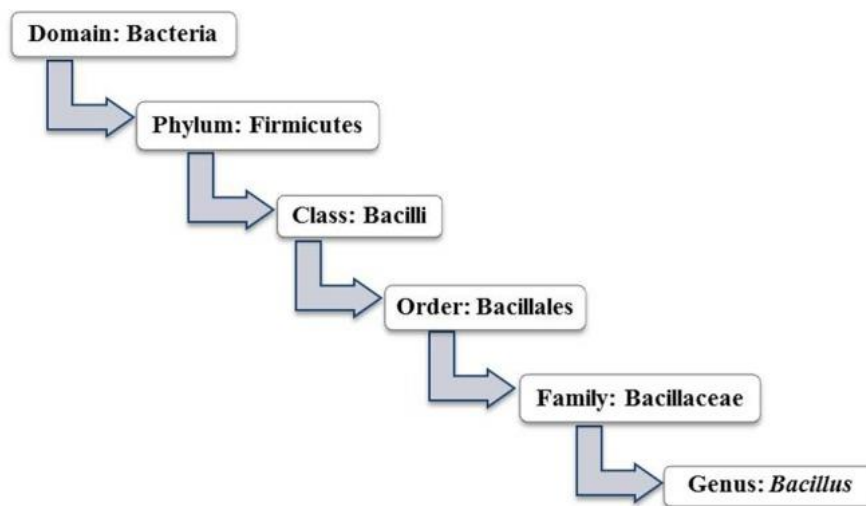 Domain: Bacteria
Phylum: Firmicutes
Class: Bacilli
Order: Bacillales
Family: Bacillaceae
Genus: Bacillus